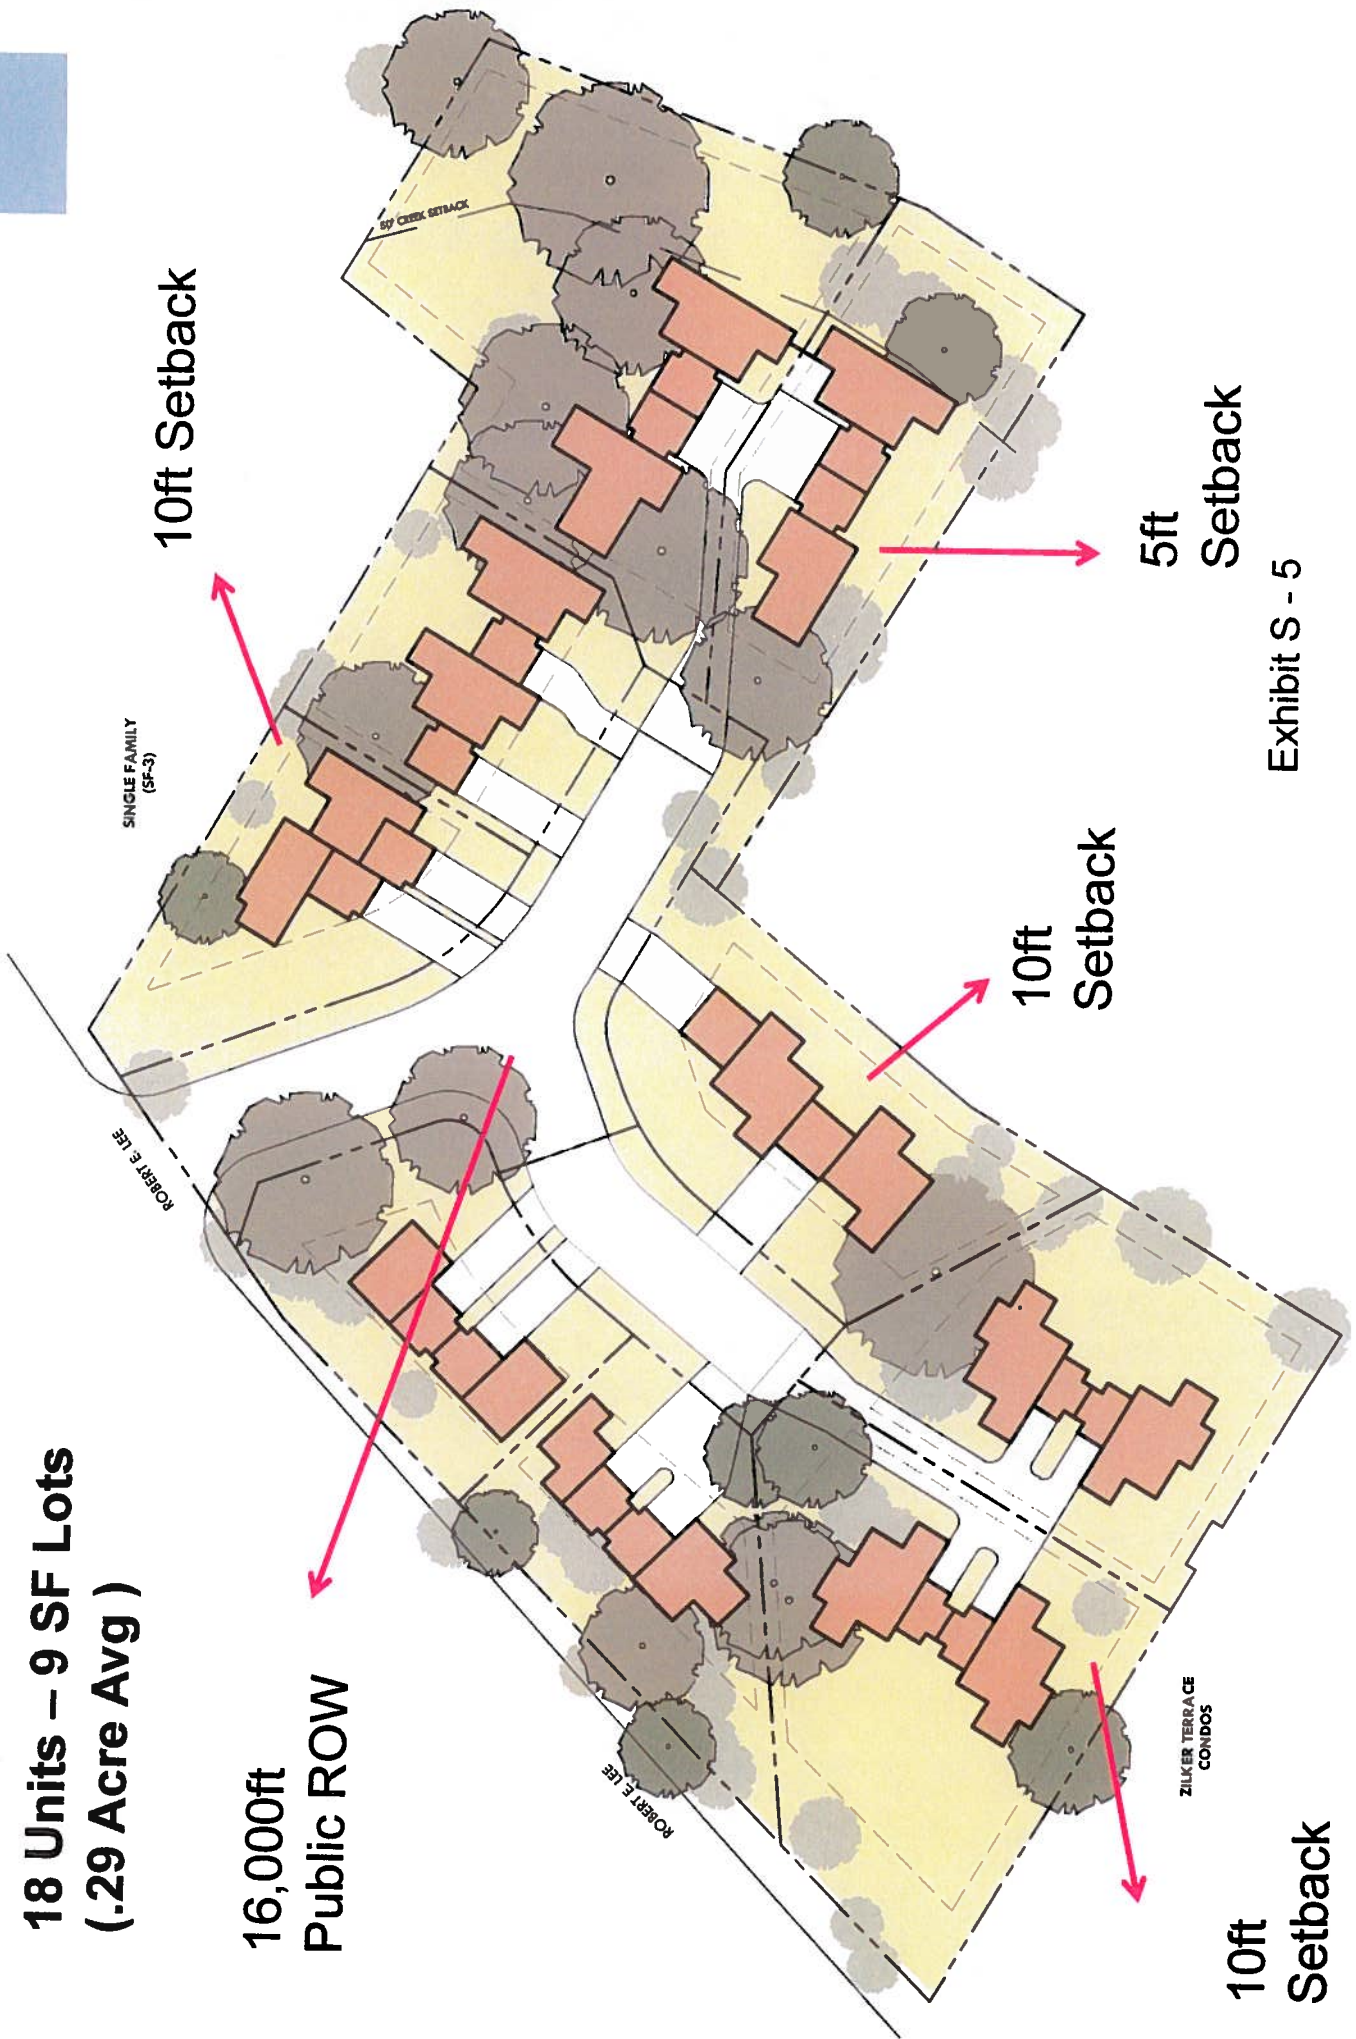 18 Units – 9 SF Lots
(.29 Acre Avg )
16,000ft
Public ROW
10ft Setback
SINGLE FAMILY
(SF-3)
50' CREEK SETBACK
ROBERT E. LEE
ROBERT E. LEE
10ft
Setback
5ft
Setback
ZILKER TERRACE
CONDOS
10ft
Setback
Exhibit S - 5